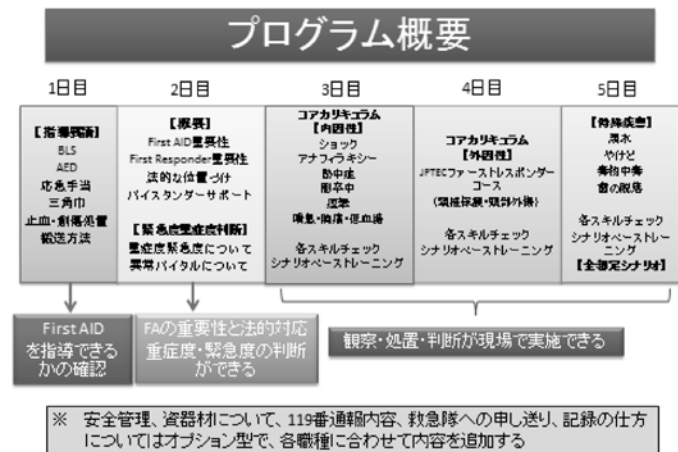 プログラム概要
1日目
2日目
3日目
4日目
5日目
【指導要領】
BLS
AED
応急手当
三角巾
止血・創傷処置
搬送方法
【概要】
First AID重要性
First Responder重要性
法的な位置づけ
バイスタンダーサポート
【緊急度重症度判断】
重症度緊急度について
異常バイタルについて
コアカリキュラム
【内因性】
ショック
アナフィラキシー
熱中症
脳卒中
痙攣
喘息・胸痛・低血糖
各スキルチェック
シナリオベーストレーニング
コアカリキュラム
【外因性】
JPTECファーストレスポンダー
コース
(頸椎保護・頭部外傷)
各スキルチェック
シナリオベーストレーニング
【特殊疾患】
溺水
やけど
毒物中毒
歯の脱落
各スキルチェック
シナリオベーストレー
ニング
【全想定シナリオ】
First AID
を指導できる
かの確認
FAの重要性と法的対応
重症度・緊急度の判断
ができる
観察・処置・判断が現場で実施できる
※ 安全管理、資器材について、119番通報内容、救急隊への申し送り、記録の仕方
についてはオプション型で、各職種に合わせて内容を追加する